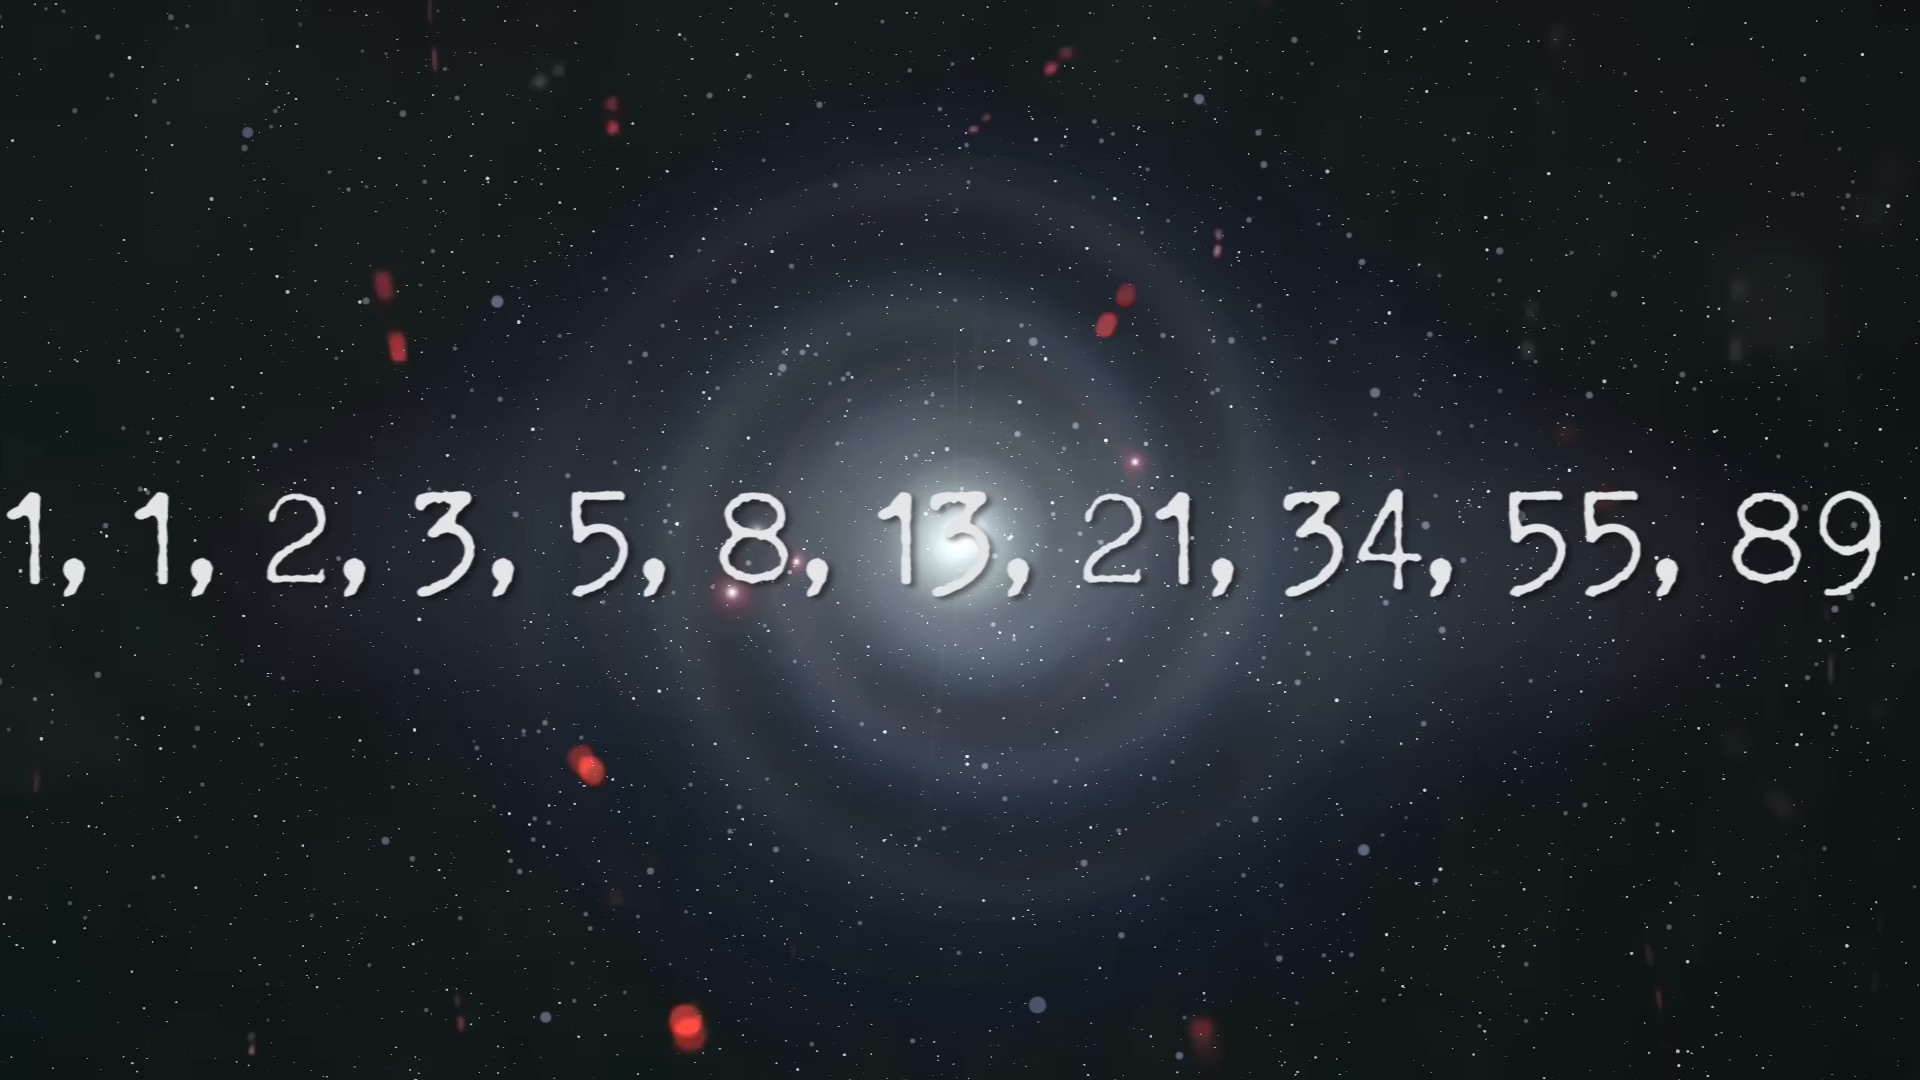 1, 1, 2, 3, 5, 8, 13, 21, 34, 55, 89